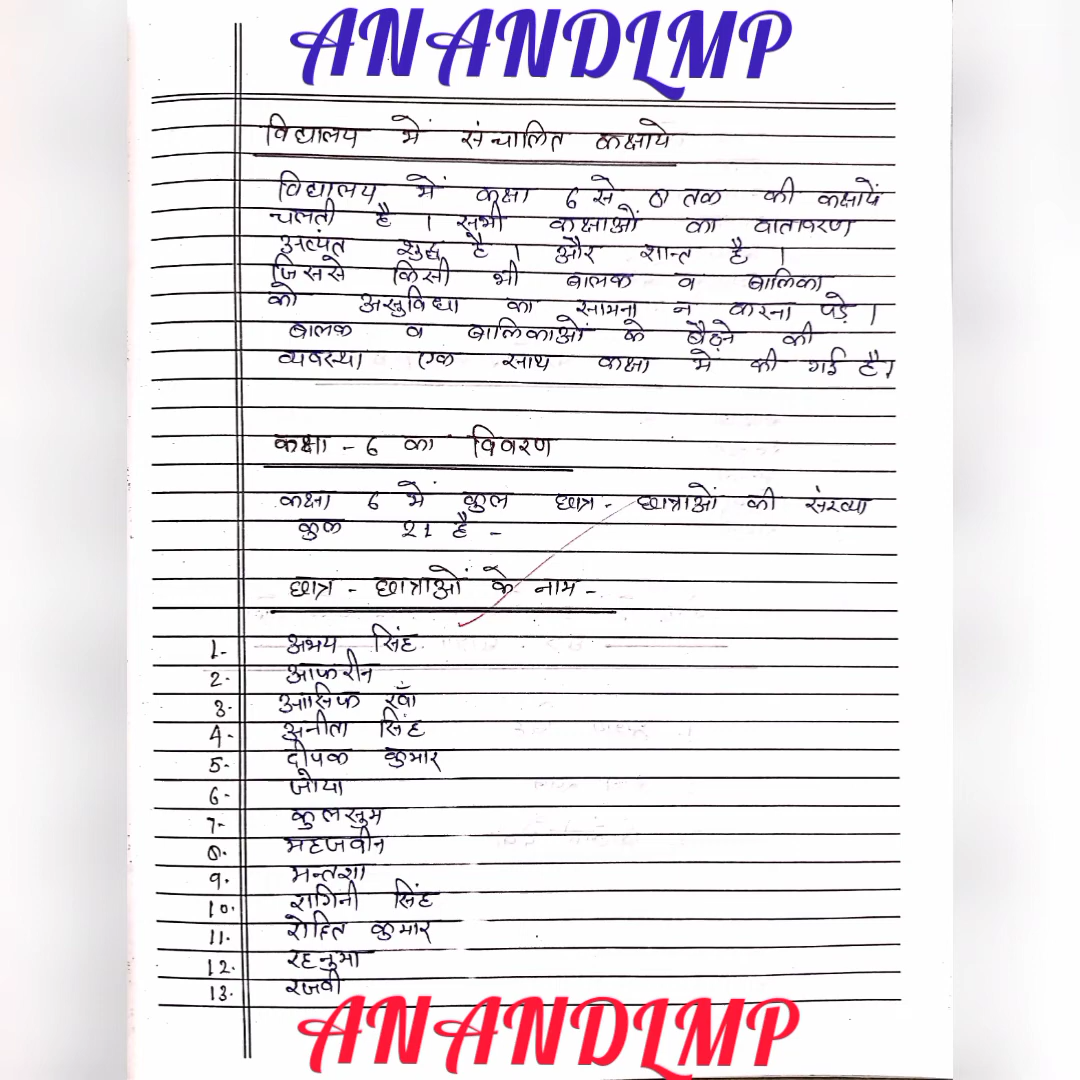 ANANDLMP
विद्यालय में संचालित कक्षाये
विद्यालय में कक्षा 6 से 8 तक की कक्षायें
चलती है । सभी कक्षाओं का वातावरण
अत्यंत शुद्ध है । और शान्त है ।
जिससे किसी भी बालक व बालिका
को असुविधा का सामना न करना पड़े ।
बालक व बालिकाओं के बैठने की
व्यवस्था एक साथ कक्षा में की गई है।
कक्षा - 6 का विवरण
कक्षा 6 में कुल छात्र - छात्राओं की संख्या
कुल 21 है -
छात्र - छात्राओं के नाम -
1- अभय सिंह
2- आफरीन
3- आसिफ खाँ
4- अनीता सिंह
5- दीपक कुमार
6- जोया
7- कुलसुम
8- महजवीन
9- मन्तशा
10- रागिनी सिंह
11- रोहित कुमार
12- रहनुमा
13- रजवी
ANANDLMP